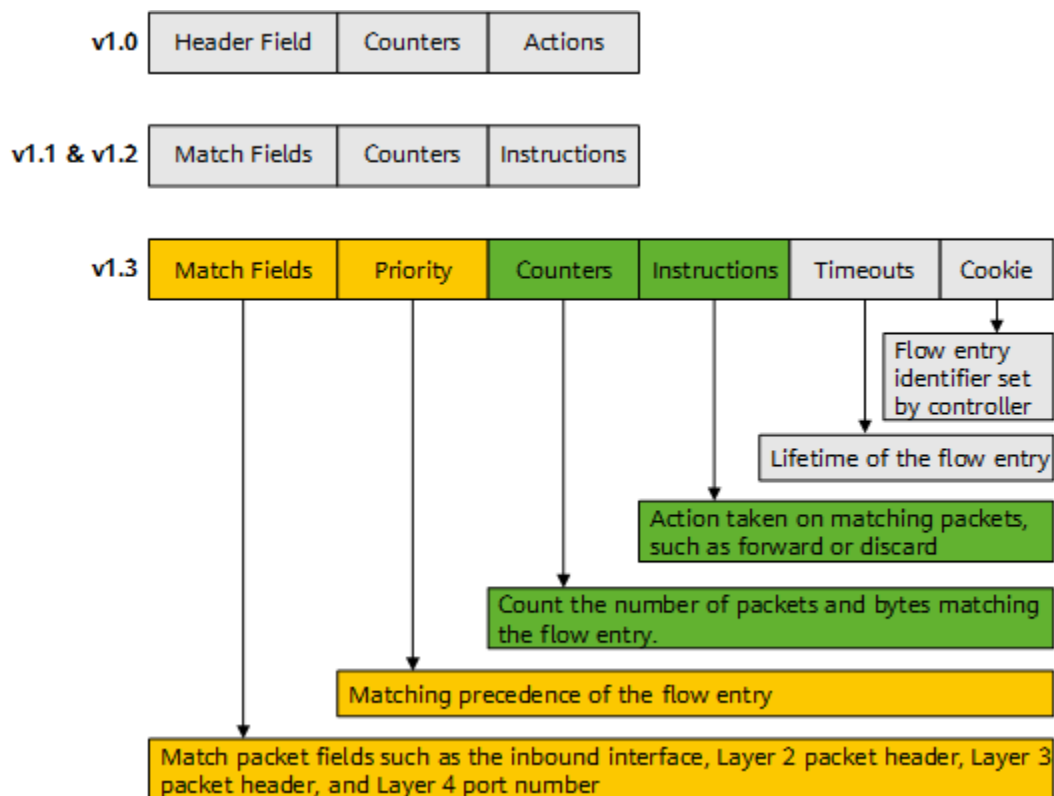 v1.0 Header Field Counters Actions
v1.1 & v1.2 Match Fields Counters Instructions
v1.3 Match Fields Priority Counters Instructions Timeouts Cookie
Flow entry
identifier set
by controller
Lifetime of the flow entry
Action taken on matching packets,
such as forward or discard
Count the number of packets and bytes matching
the flow entry.
Matching precedence of the flow entry
Match packet fields such as the inbound interface, Layer 2 packet header, Layer 3
packet header, and Layer 4 port number